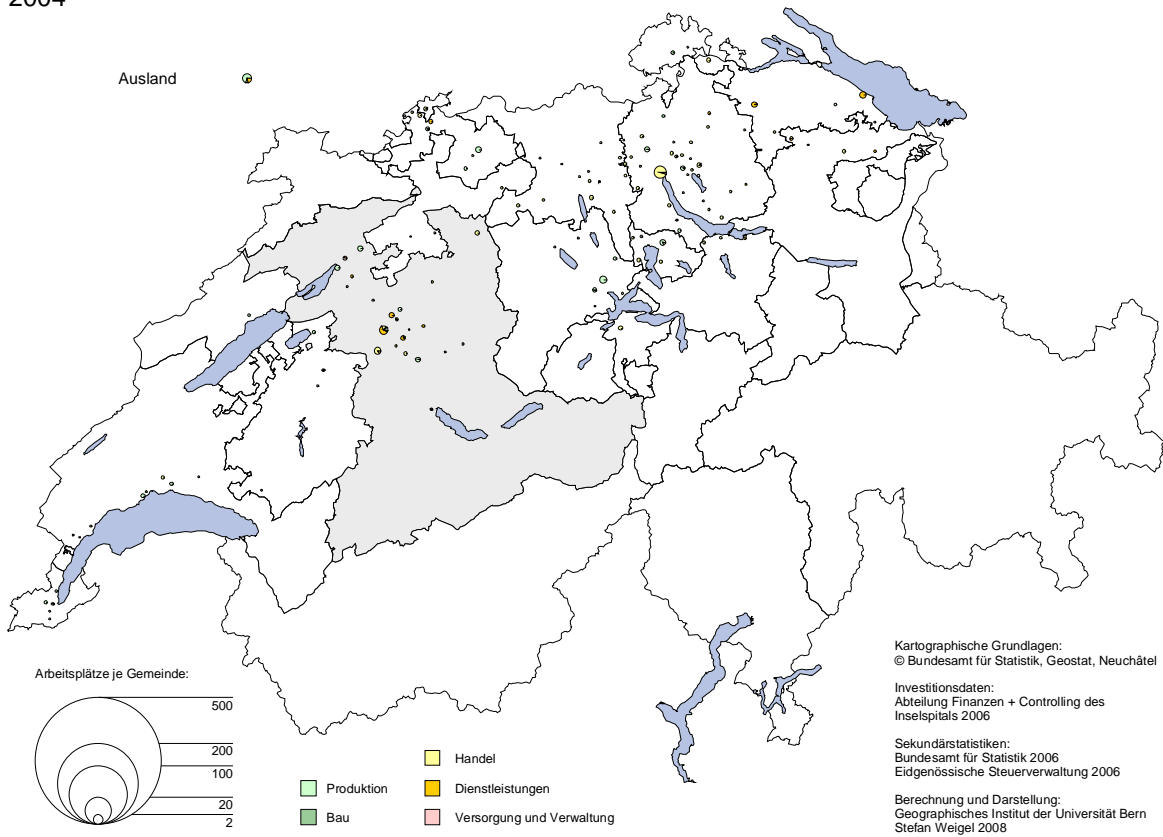 2004
Ausland
Arbeitsplätze je Gemeinde:
500
200
100
20
2
Produktion
Bau
Handel
Dienstleistungen
Versorgung und Verwaltung
Kartographische Grundlagen:
© Bundesamt für Statistik, Geostat, Neuchâtel
Investitionsdaten:
Abteilung Finanzen + Controlling des
Inselspitals 2006
Sekundärstatistiken:
Bundesamt für Statistik 2006
Eidgenössische Steuerverwaltung 2006
Berechnung und Darstellung:
Geographisches Institut der Universität Bern
Stefan Weigel 2008